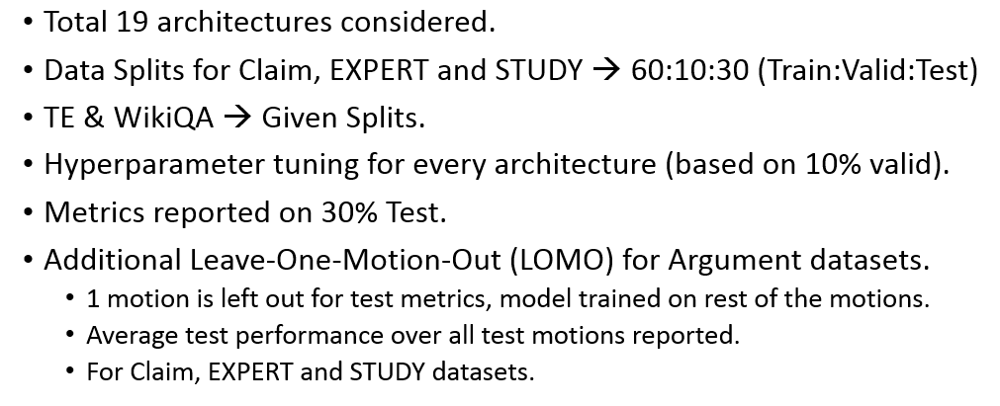 • Total 19 architectures considered.
• Data Splits for Claim, EXPERT and STUDY → 60:10:30 (Train:Valid:Test)
• TE & WikiQA → Given Splits.
• Hyperparameter tuning for every architecture (based on 10% valid).
• Metrics reported on 30% Test.
• Additional Leave-One-Motion-Out (LOMO) for Argument datasets.
• 1 motion is left out for test metrics, model trained on rest of the motions.
• Average test performance over all test motions reported.
• For Claim, EXPERT and STUDY datasets.